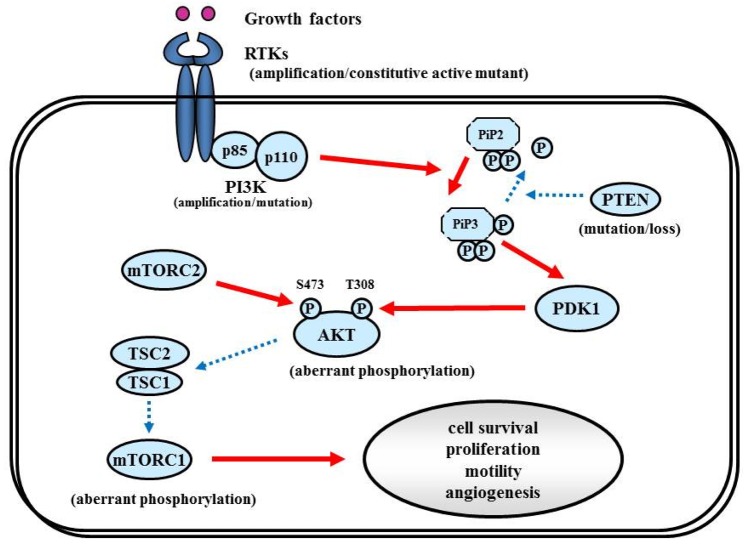 Growth factors
RTKs
(amplification/constitutive active mutant)
p85
p110
PI3K
(amplification/mutation)
PiP2
P
P
P
PiP3
P
P
P
PTEN
(mutation/loss)
mTORC2
S473
T308
P
P
AKT
(aberrant phosphorylation)
PDK1
TSC2
TSC1
mTORC1
(aberrant phosphorylation)
cell survival
proliferation
motility
angiogenesis